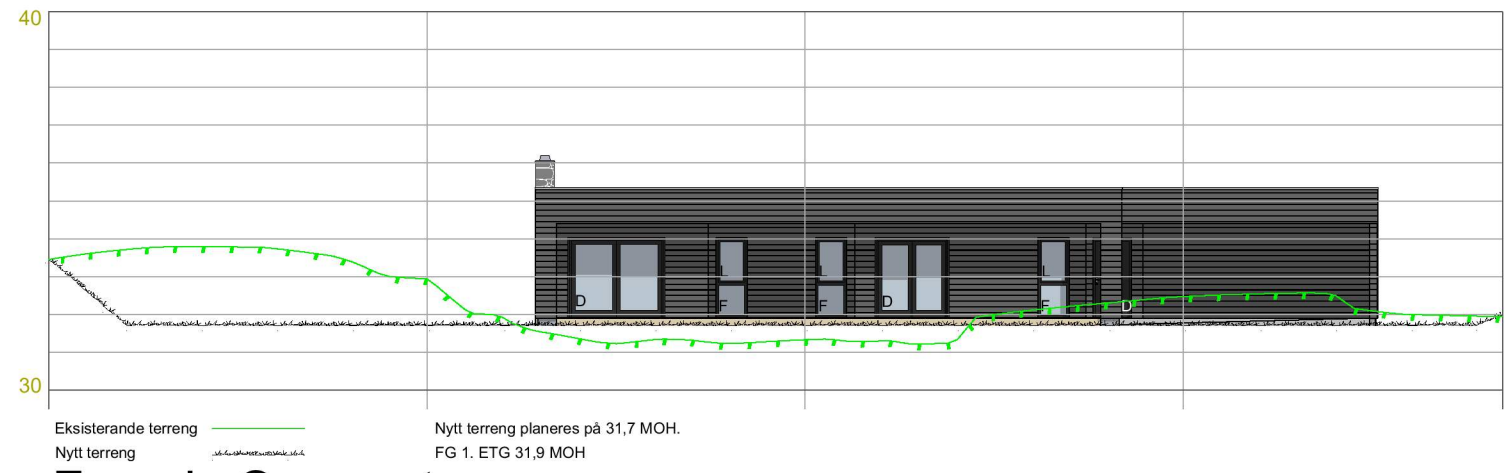 40
L L L
D F F D F D
30
Eksisterande terreng
Nytt terreng planeres på 31,7 MOH.
Nytt terreng
FG 1. ETG 31,9 MOH